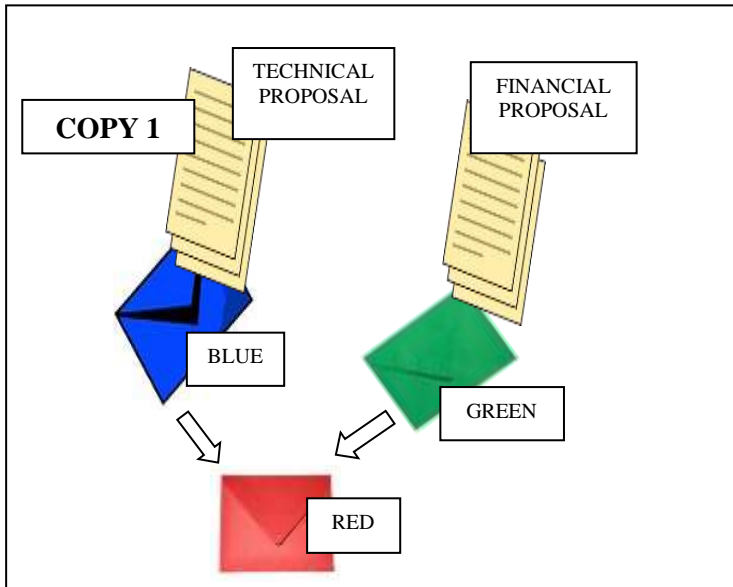 TECHNICAL
PROPOSAL
FINANCIAL
PROPOSAL
COPY 1
BLUE
GREEN
RED